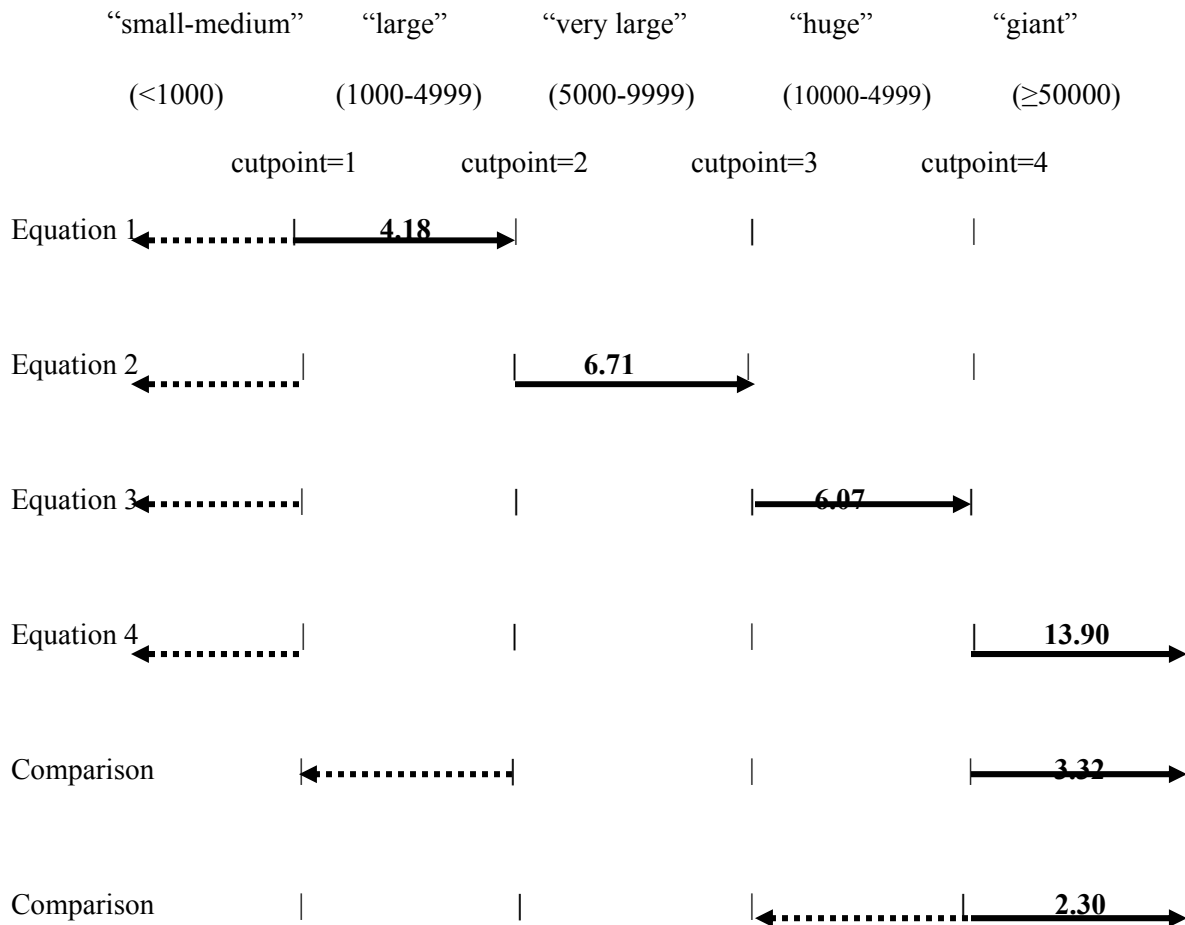 “small-medium” “large” “very large” “huge” “giant”
(<1000) (1000-4999) (5000-9999) (10000-4999) (≥50000)
cutpoint=1 cutpoint=2 cutpoint=3 cutpoint=4
Equation 1 4.18
Equation 2 6.71
Equation 3 6.07
Equation 4 13.90
Comparison 3.32
Comparison 2.30